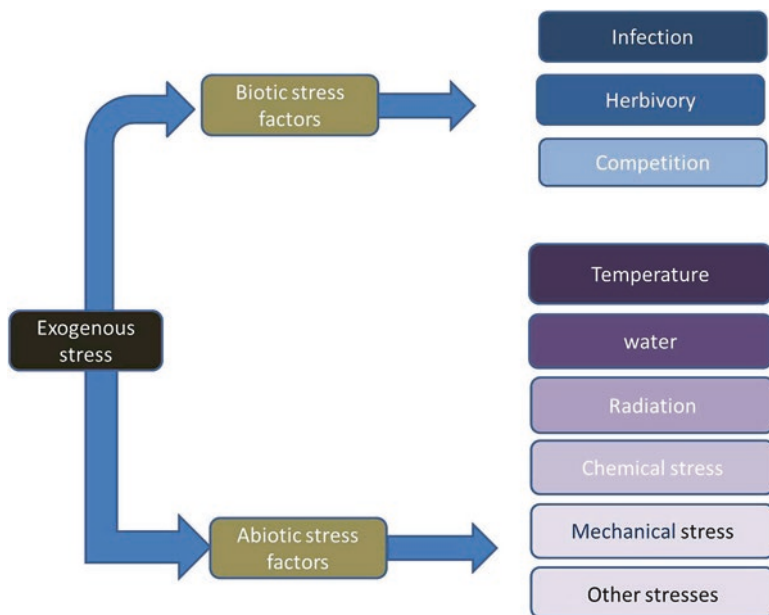 Infection
Biotic stress
factors
Herbivory
Competition
Temperature
Exogenous
stress
water
Radiation
Chemical stress
Abiotic stress
factors
Mechanical stress
Other stresses